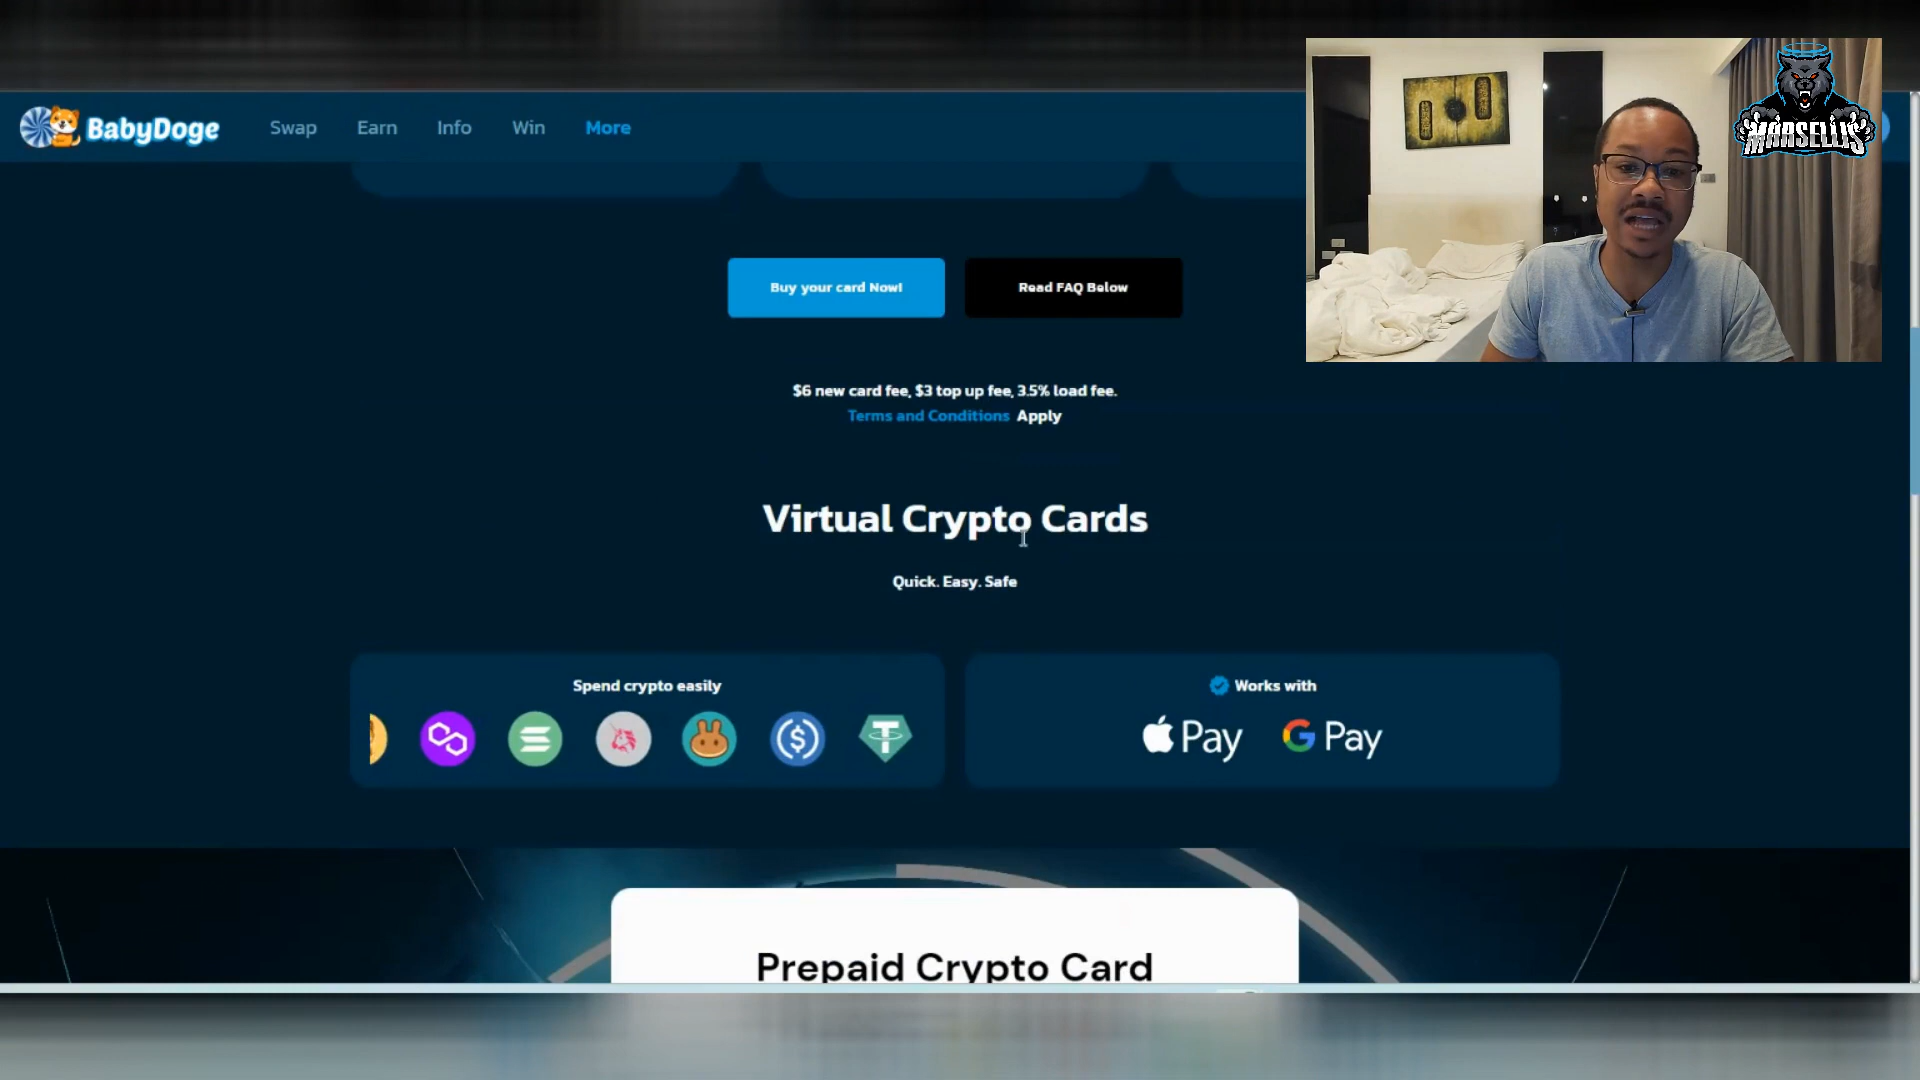 BabyDoge
Swap
Earn
Info
Win
More
MARSELLIS
Buy your card Now!
Read FAQ Below
$6 new card fee, $3 top up fee, 3.5% load fee.
Terms and Conditions Apply
Virtual Crypto Cards
Quick. Easy. Safe
Spend crypto easily
Works with
Pay
G Pay
Prepaid Crypto Card